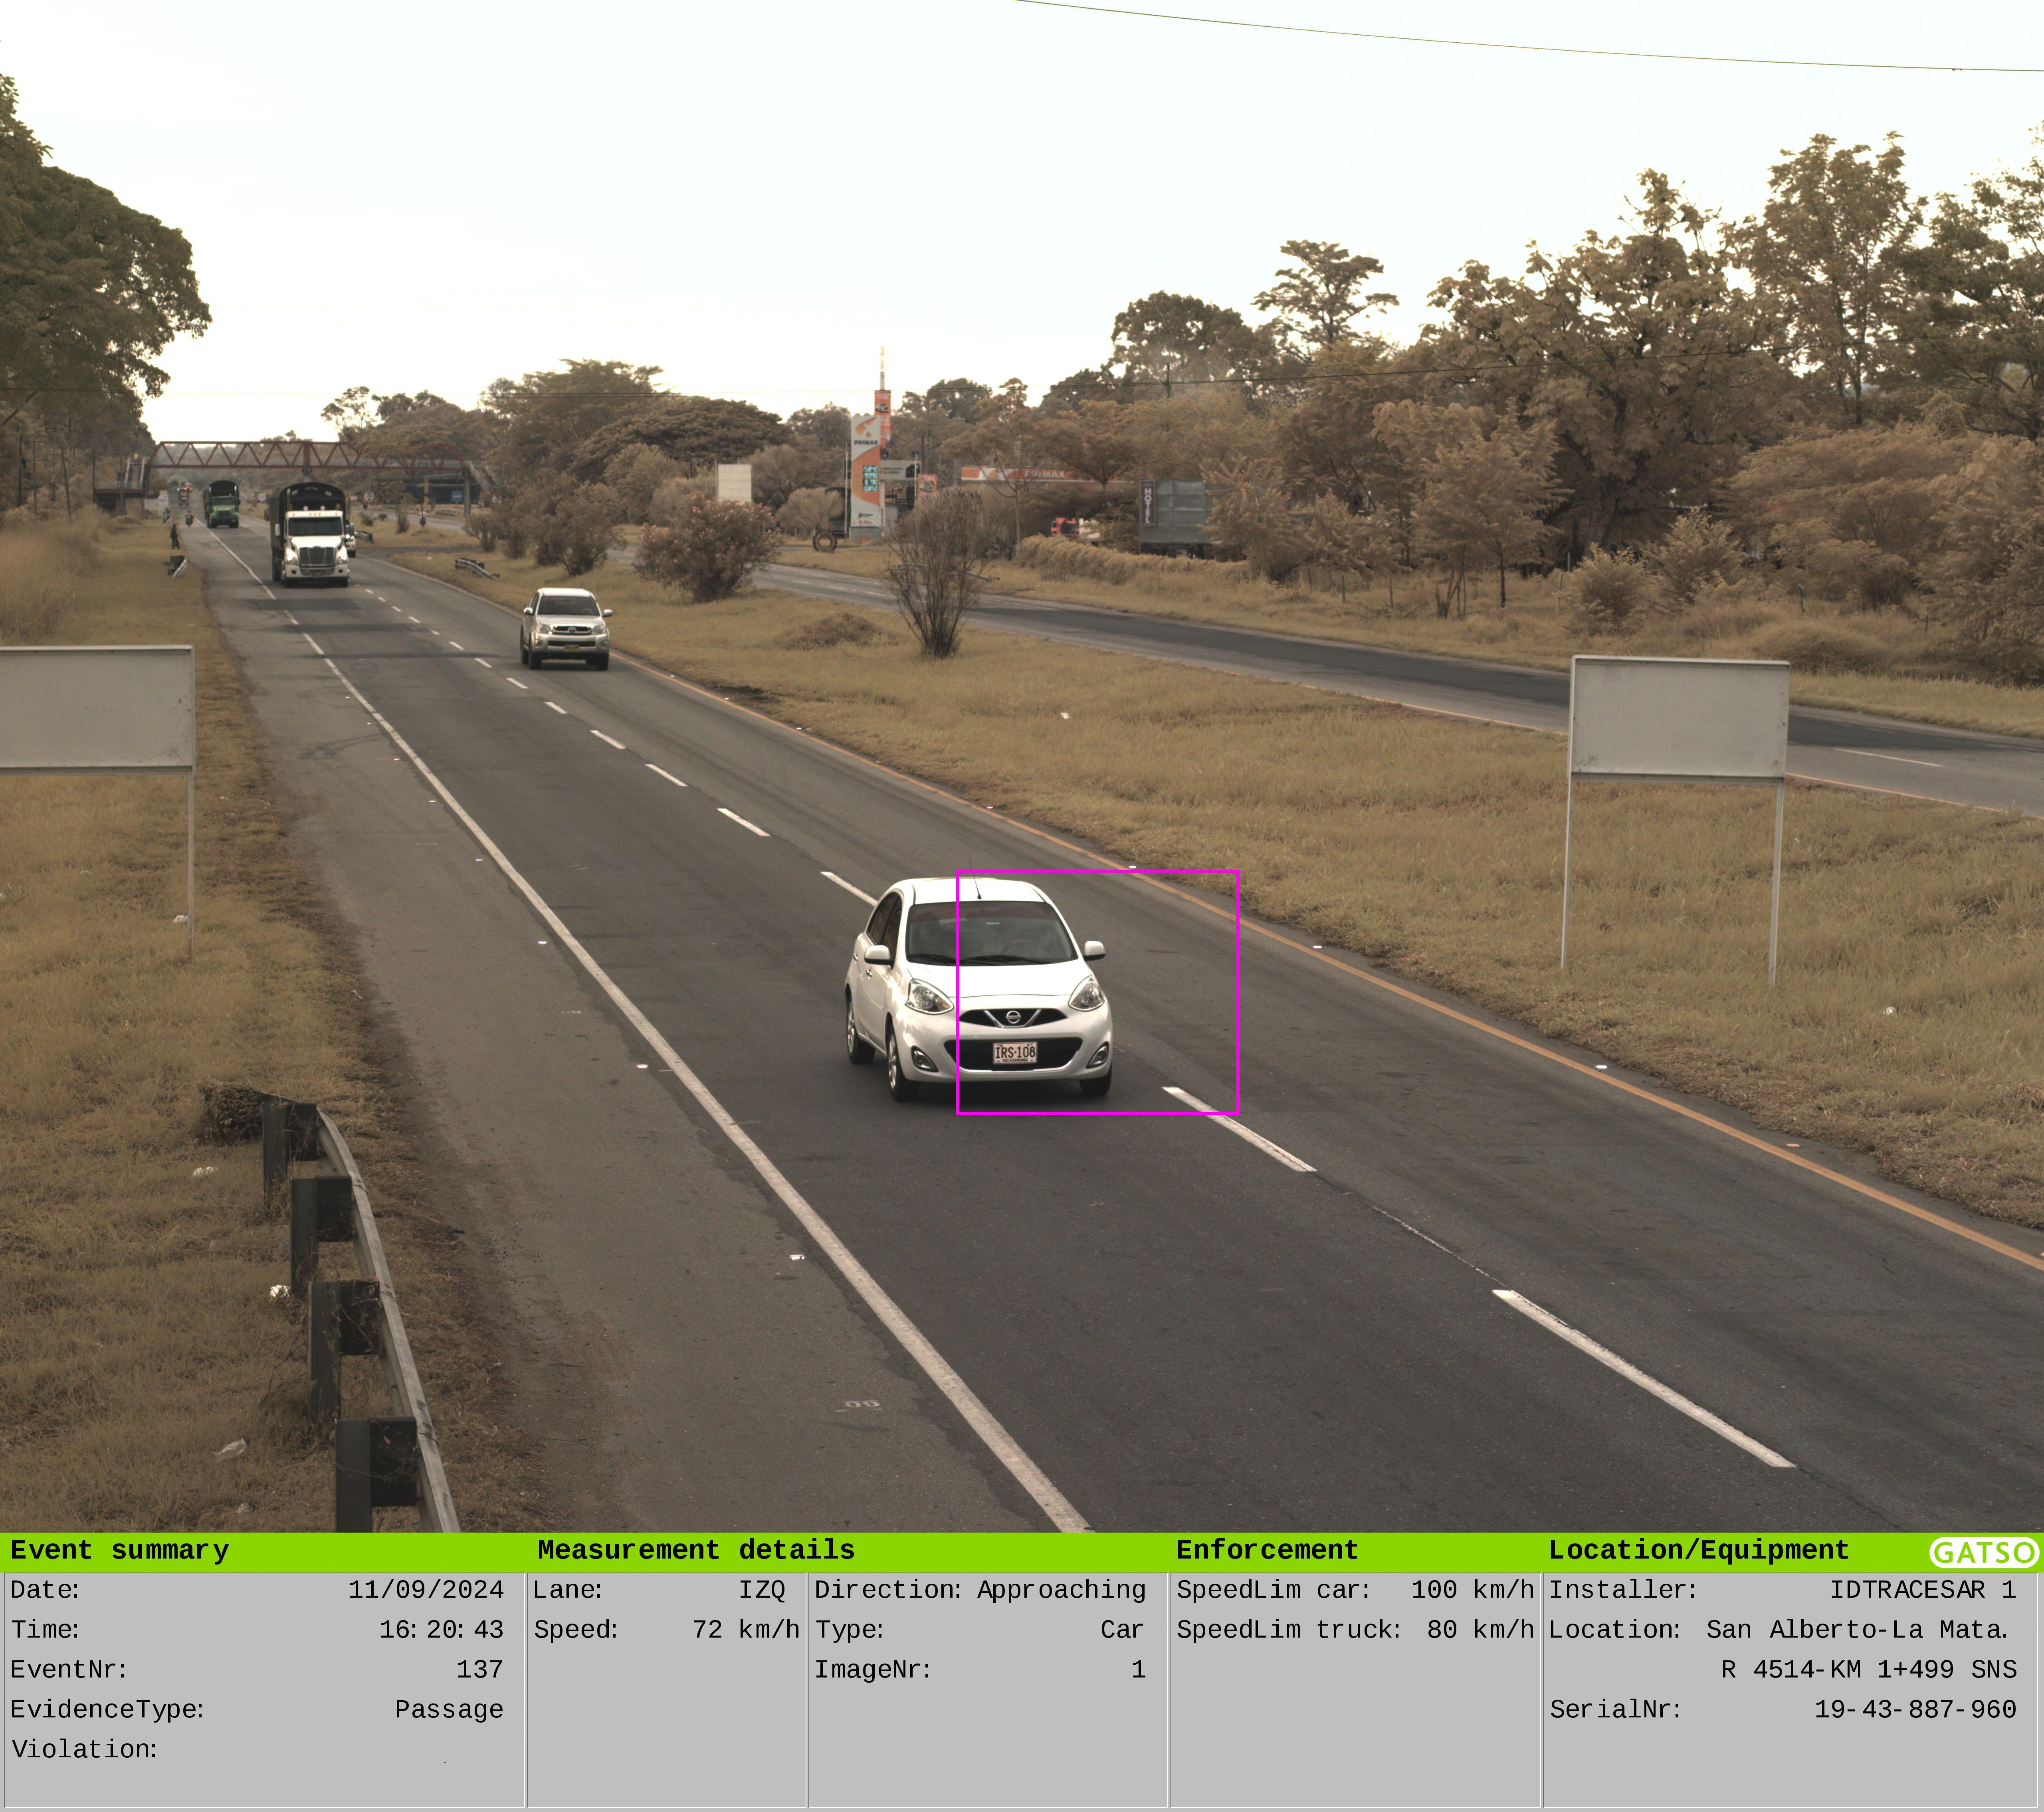 PRIMAX
PRIMAX
HOTEL
IRS-108
Event summary
Measurement details
Enforcement
Location/Equipment
GATSO
Date: 11/09/2024
Lane: IZQ
Direction: Approaching
SpeedLim car: 100 km/h
Installer: IDTRACESAR 1
Time: 16:20:43
Speed: 72 km/h
Type: Car
SpeedLim truck: 80 km/h
Location: San Alberto-La Mata.
EventNr: 137
ImageNr: 1
R 4514-KM 1+499 SNS
EvidenceType: Passage
SerialNr: 19-43-887-960
Violation: